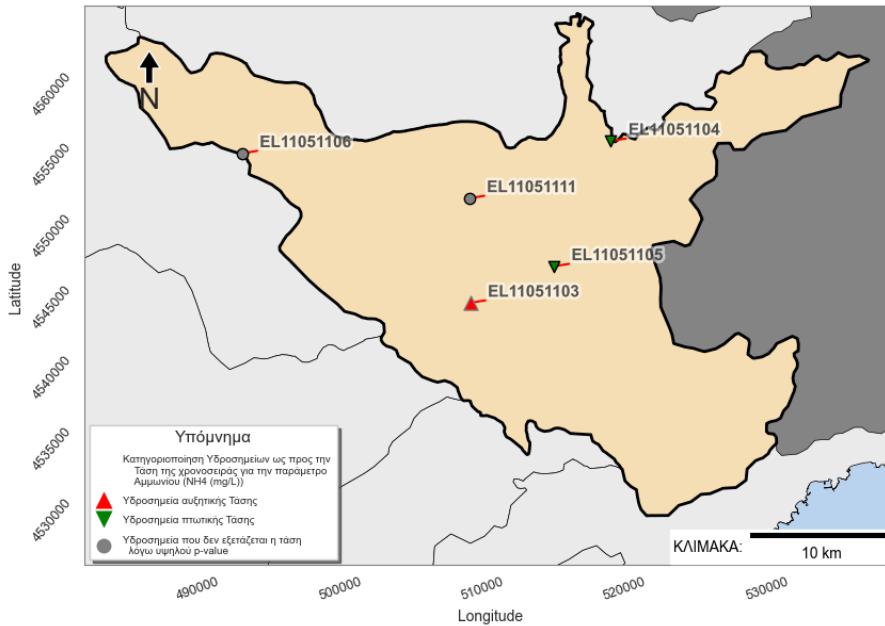 4560000
N
EL11051104
EL11051106
4555000
EL11051111
4550000
EL11051105
EL11051103
4545000
Latitude
4540000
4535000
4530000
Υπόμνημα
Κατηγοριοποίηση Υδροσημείων ως προς την
Τάση της χρονοσειράς για την παράμετρο
Αμμωνίου (NH4 (mg/L))
Υδροσημεία αυξητικής Τάσης
Υδροσημεία πτωτικής Τάσης
Υδροσημεία που δεν εξετάζεται η τάση
λόγω υψηλού p-value
ΚΛΙΜΑΚΑ:
10 km
490000
500000
510000
520000
530000
Longitude